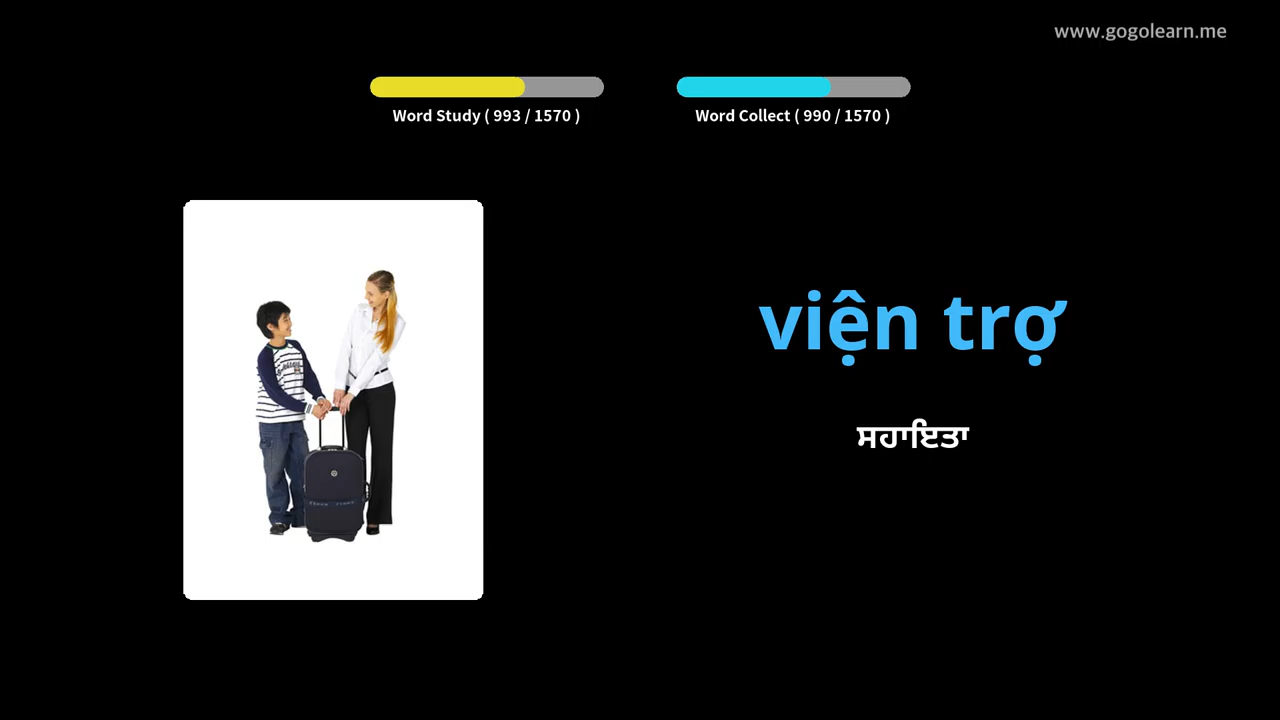 www.gogolearn.me
Word Study ( 993 / 1570 )
Word Collect ( 990 / 1570 )
viện trợ
ਸਹਾਇਤਾ